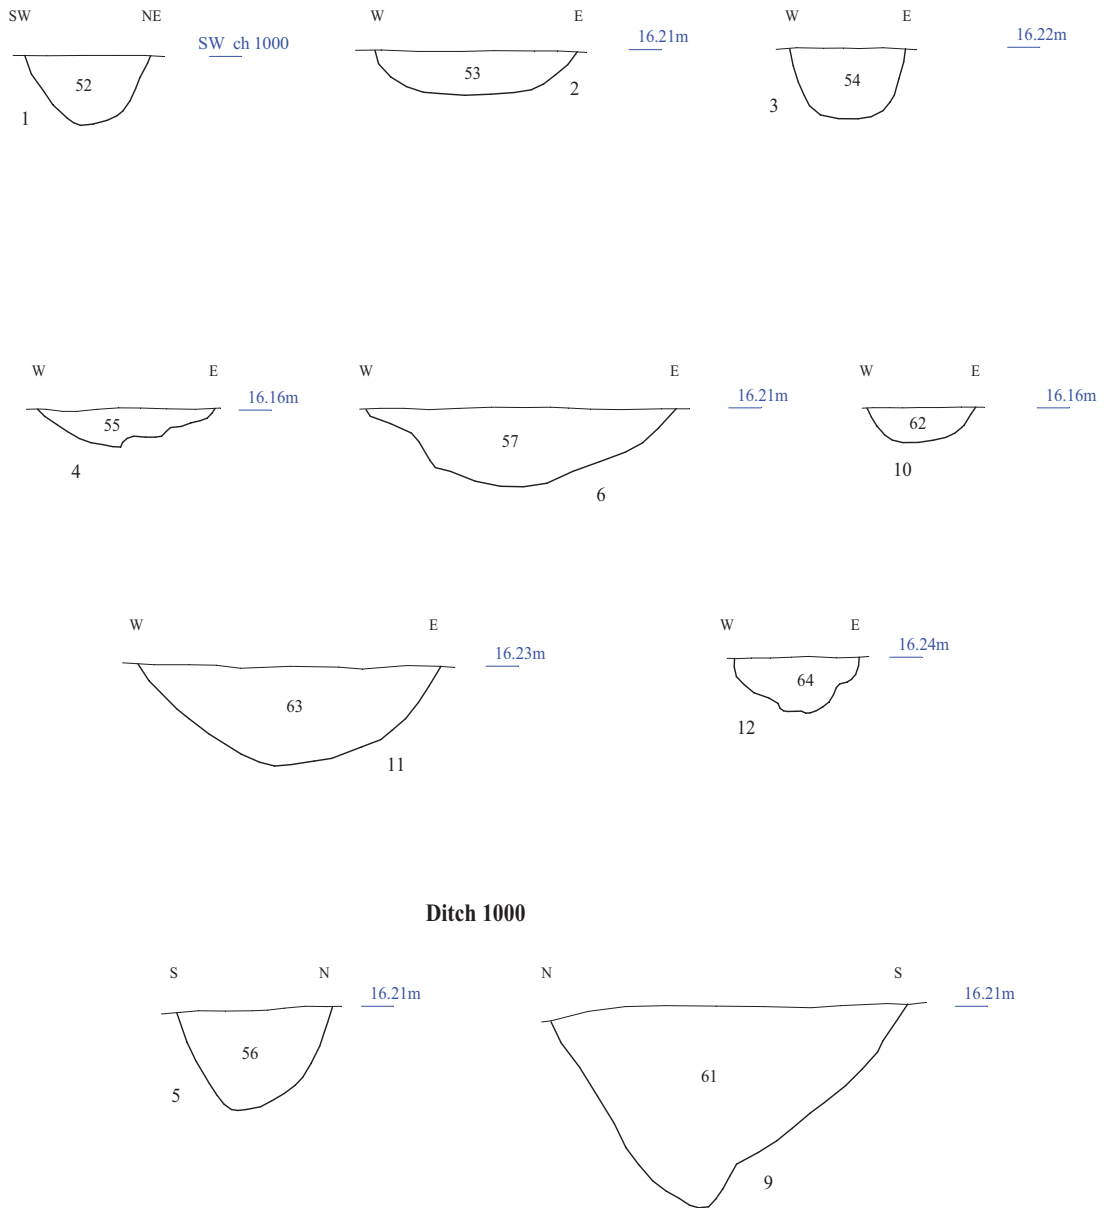 SW NE W E W E
SW ch 1000 16.21m 16.22m
52 53 54
1 2 3
W E W E W E
16.16m 16.21m 16.16m
55 57 62
4 6 10
W E W E
16.23m 16.24m
63 64
11 12
Ditch 1000
S N N S
16.21m 16.21m
56 61
5 9